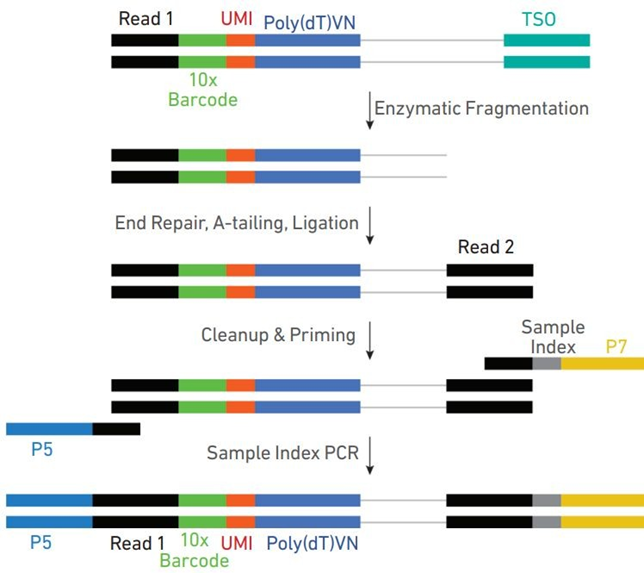 Read 1 UMI Poly(dT)VN TSO
10x
Barcode
Enzymatic Fragmentation
End Repair, A-tailing, Ligation
Read 2
Cleanup & Priming
Sample
Index P7
P5
Sample Index PCR
P5 Read 1 10x UMI Poly(dT)VN
Barcode